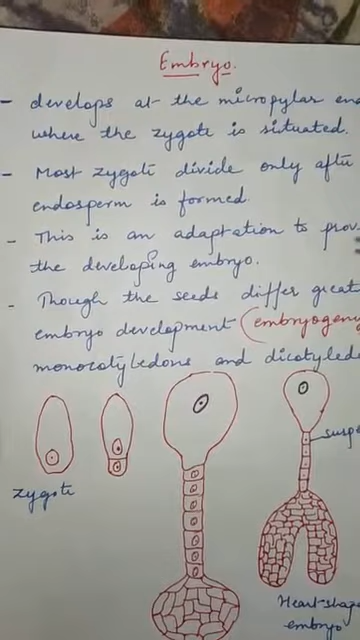 Embryo.
- develops at the micropylar
where the zygote is situated.
- Most zygote divide only after
endosperm is formed.
- This is an adaptation to
the developing embryo.
- Though the seeds differ
embryo development (embryogeny
monocotyledons and
zygote
Heart-shape
embryo